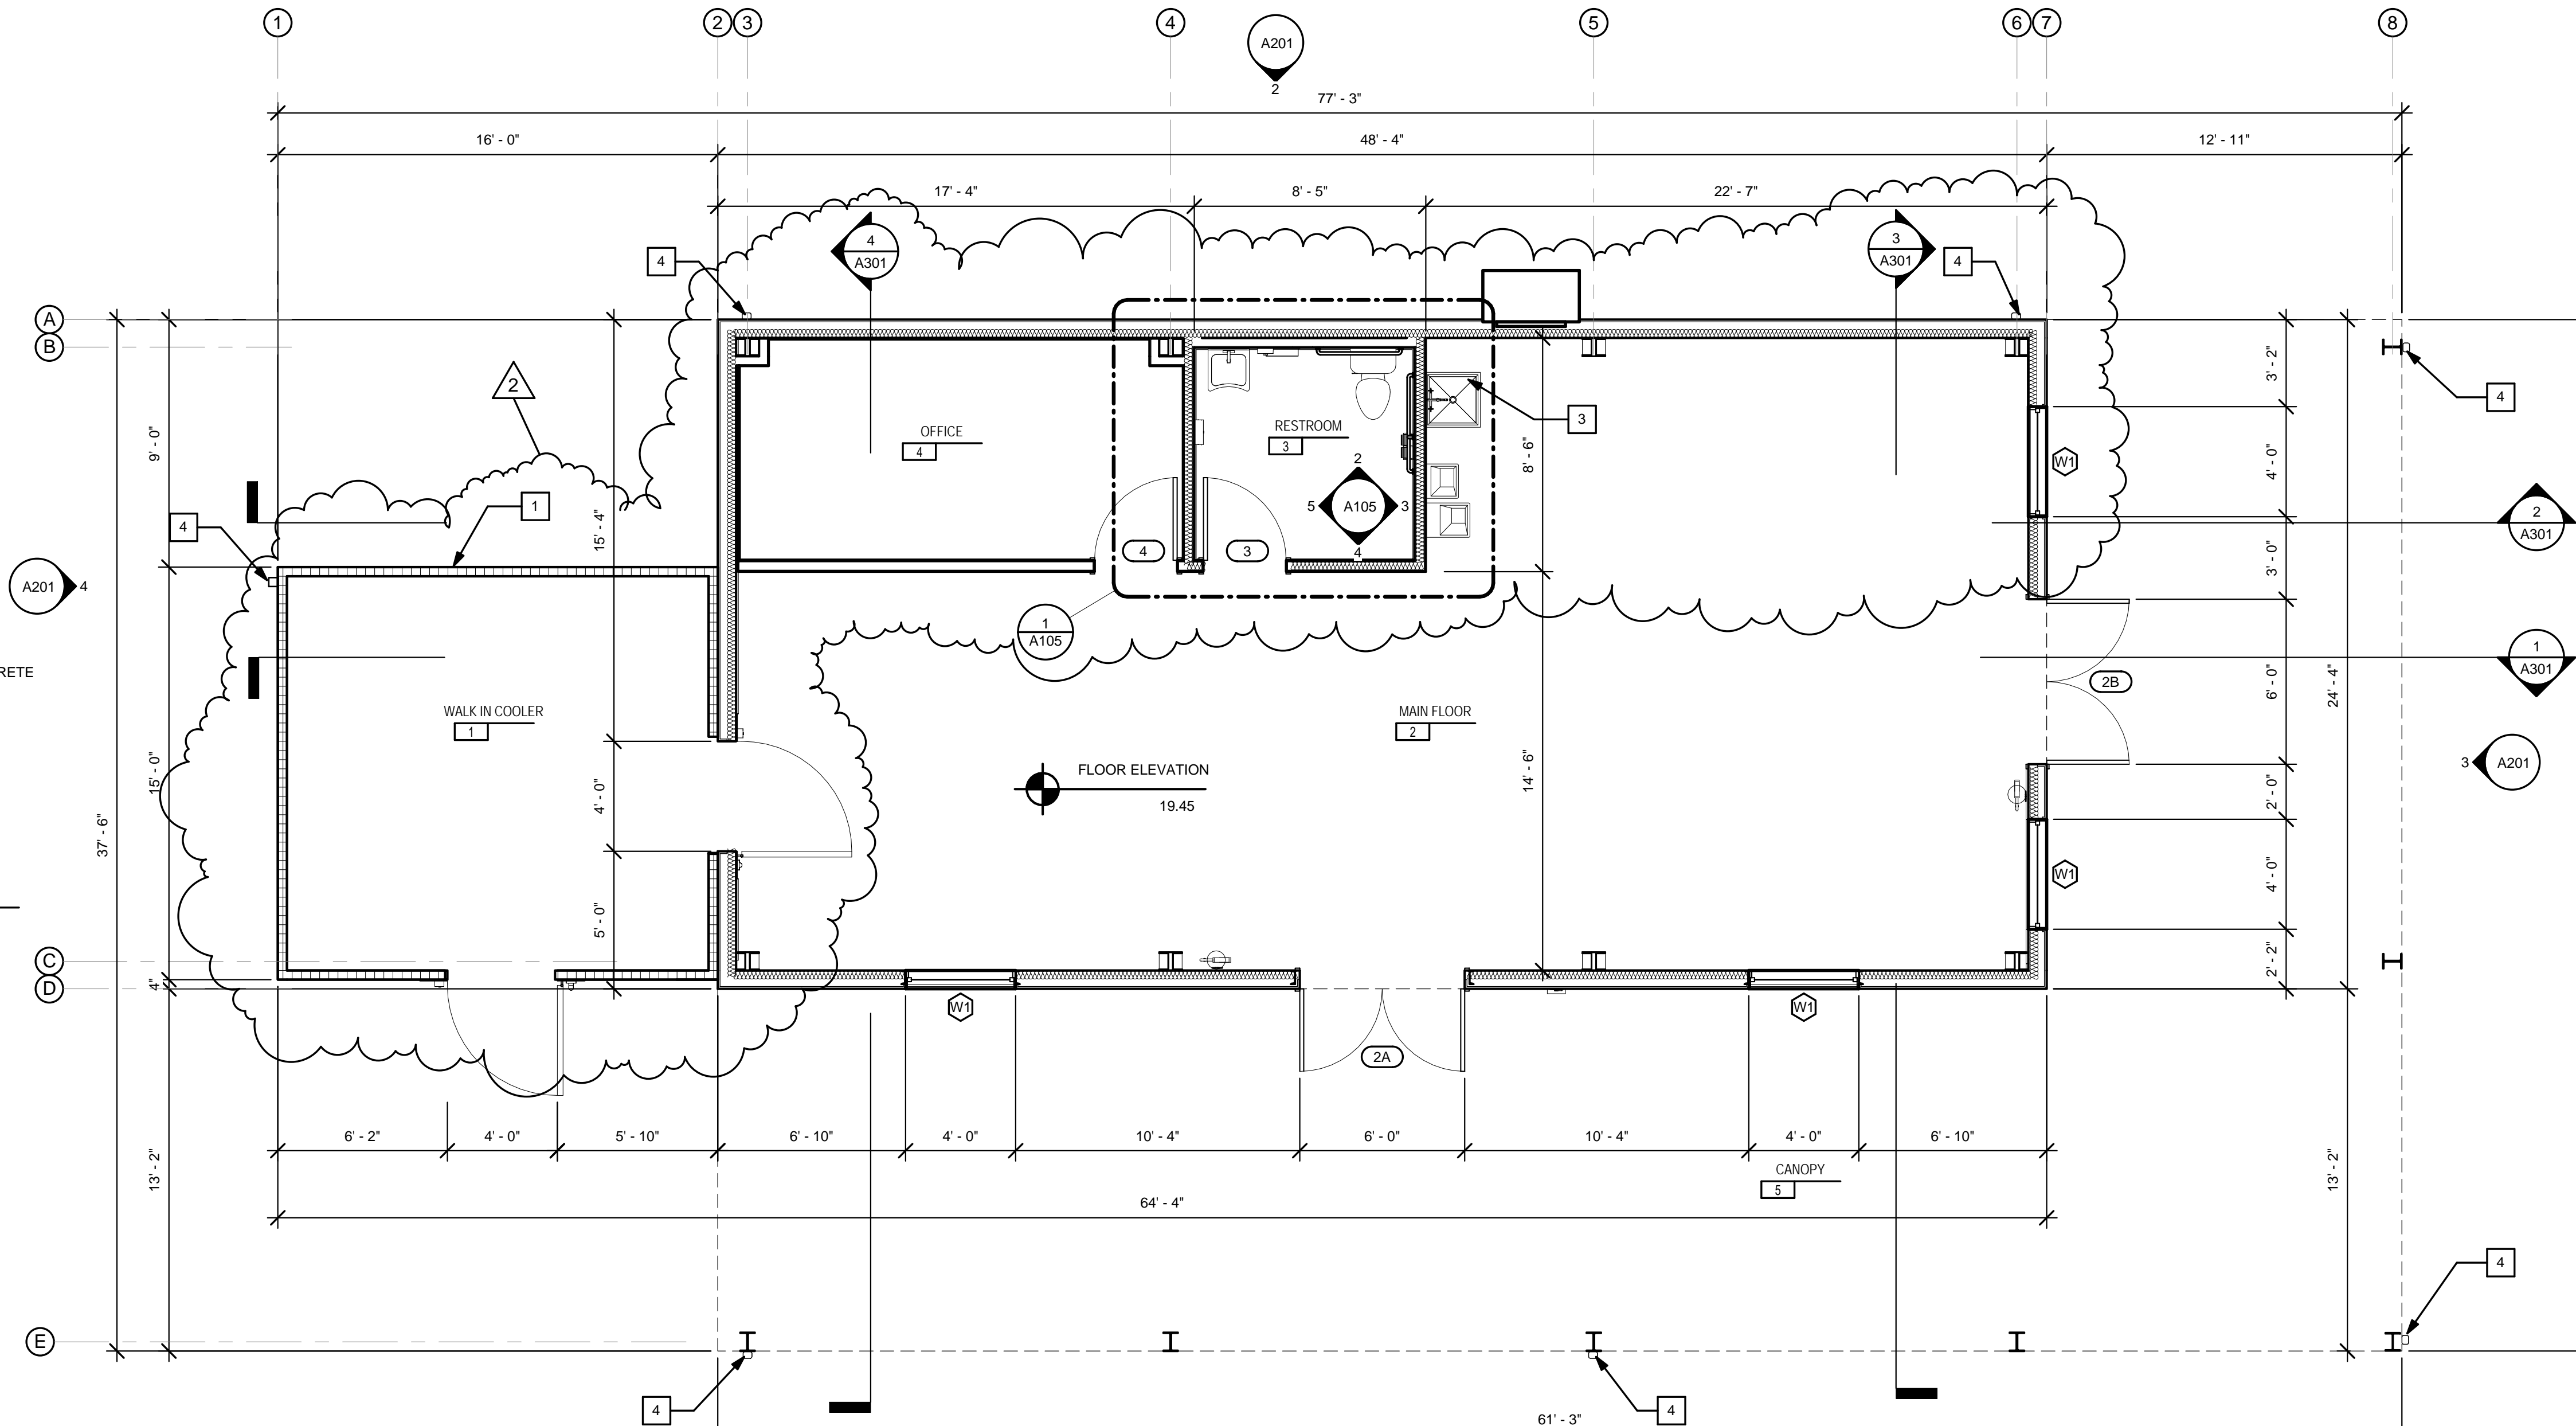 1
2
3
4
5
6
7
8
A201
2
77' - 3"
16' - 0"
48' - 4"
12' - 11"
17' - 4"
8' - 5"
22' - 7"
4
A301
3
A301
4
4
A
B
3' - 2"
2
4
9' - 0"
3
OFFICE
4
RESTROOM
3
8' - 6"
2
5
A105
3
4
W1
4' - 0"
1
4
15' - 4"
2
A301
4
3
3' - 0"
A201
4
1
A105
1
A301
RETE
6' - 0"
24' - 4"
2B
WALK IN COOLER
1
MAIN FLOOR
2
FLOOR ELEVATION
19.45
15' - 0"
4' - 0"
14' - 6"
3
A201
2' - 0"
37' - 6"
W1
4' - 0"
5' - 0"
C
D
4"
2' - 2"
W1
W1
2A
6' - 2"
4' - 0"
5' - 10"
6' - 10"
4' - 0"
10' - 4"
6' - 0"
10' - 4"
4' - 0"
6' - 10"
13' - 2"
CANOPY
5
13' - 2"
64' - 4"
4
E
4
4
61' - 3"